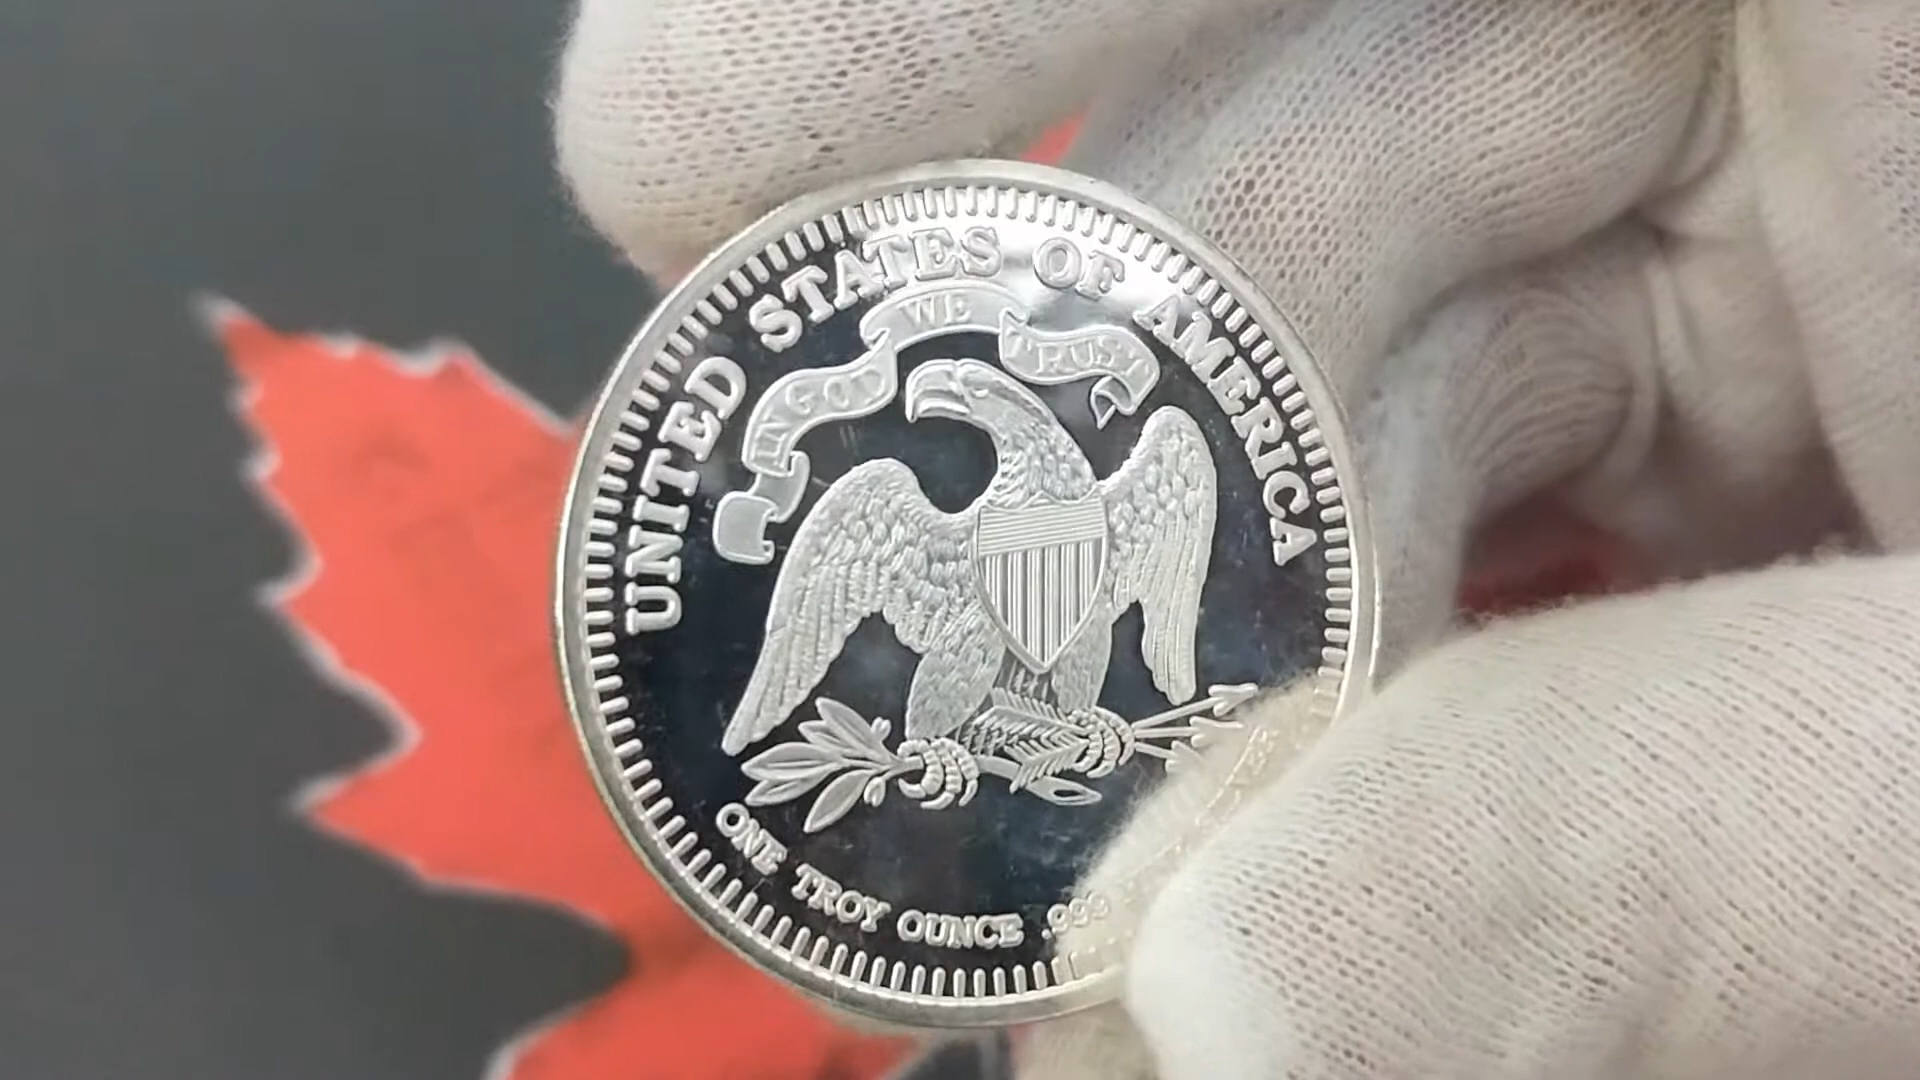 UNITED STATES OF AMERICA
IN GOD WE TRUST
ONE TROY OUNCE .999